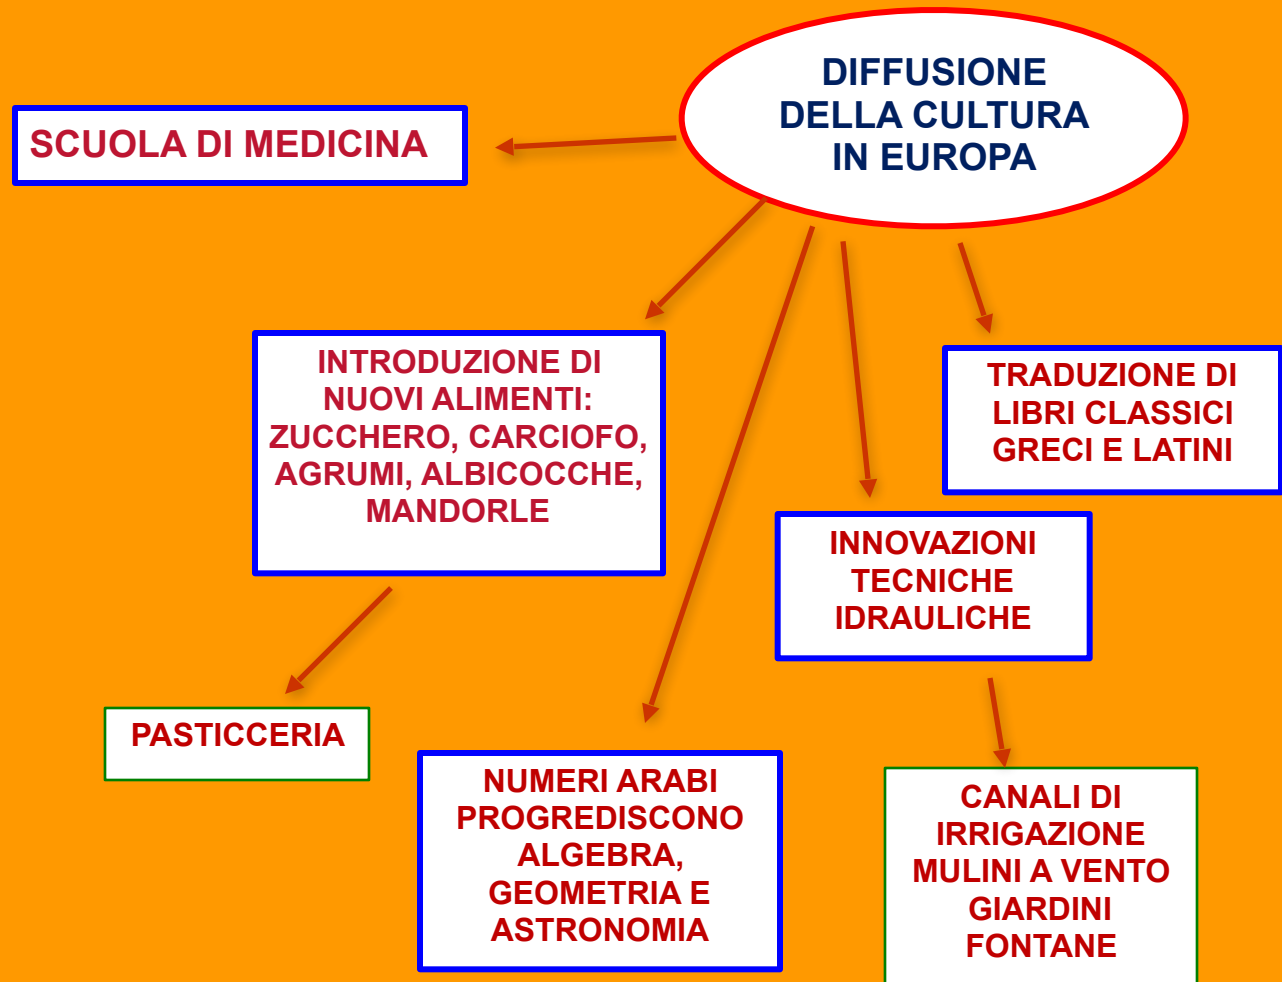 DIFFUSIONE
DELLA CULTURA
IN EUROPA
SCUOLA DI MEDICINA
INTRODUZIONE DI
NUOVI ALIMENTI:
ZUCCHERO, CARCIOFO,
AGRUMI, ALBICOCCHE,
MANDORLE
TRADUZIONE DI
LIBRI CLASSICI
GRECI E LATINI
INNOVAZIONI
TECNICHE
IDRAULICHE
PASTICCERIA
NUMERI ARABI
PROGREDISCONO
ALGEBRA,
GEOMETRIA E
ASTRONOMIA
CANALI DI
IRRIGAZIONE
MULINI A VENTO
GIARDINI
FONTANE